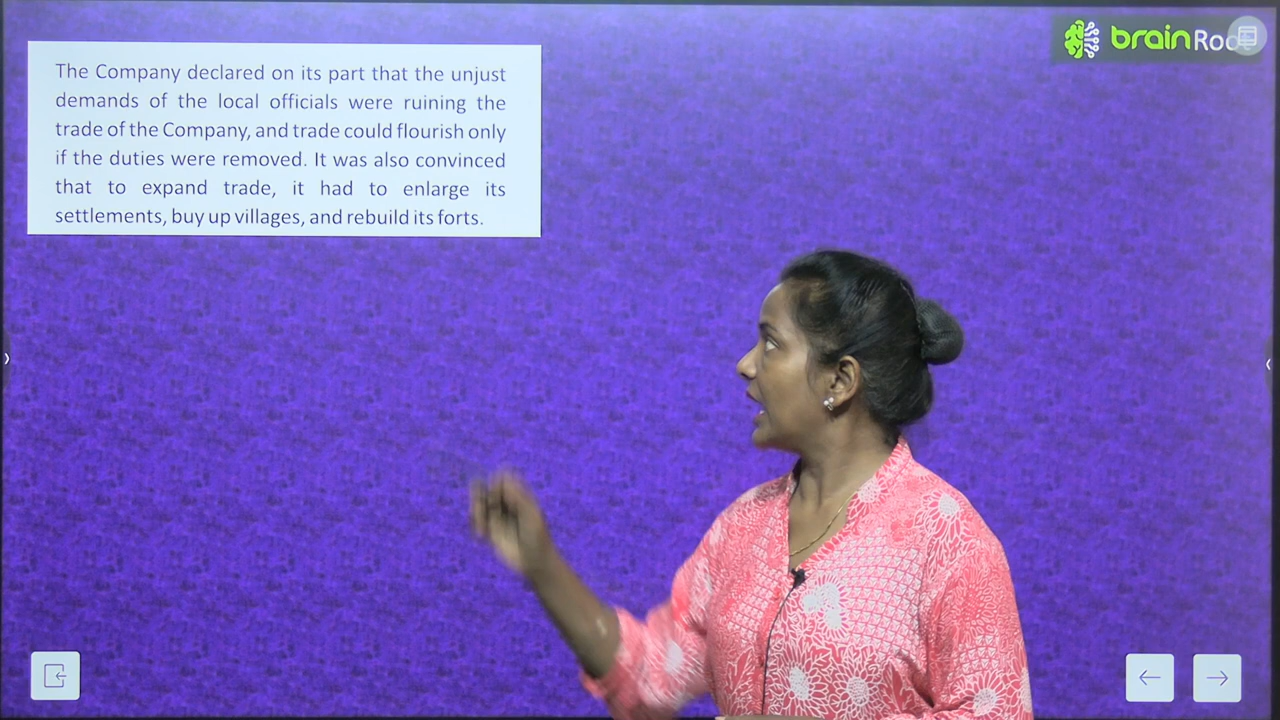 brain Roo
The Company declared on its part that the unjust
demands of the local officials were ruining the
trade of the Company, and trade could flourish only
if the duties were removed. It was also convinced
that to expand trade, it had to enlarge its
settlements, buy up villages, and rebuild its forts.